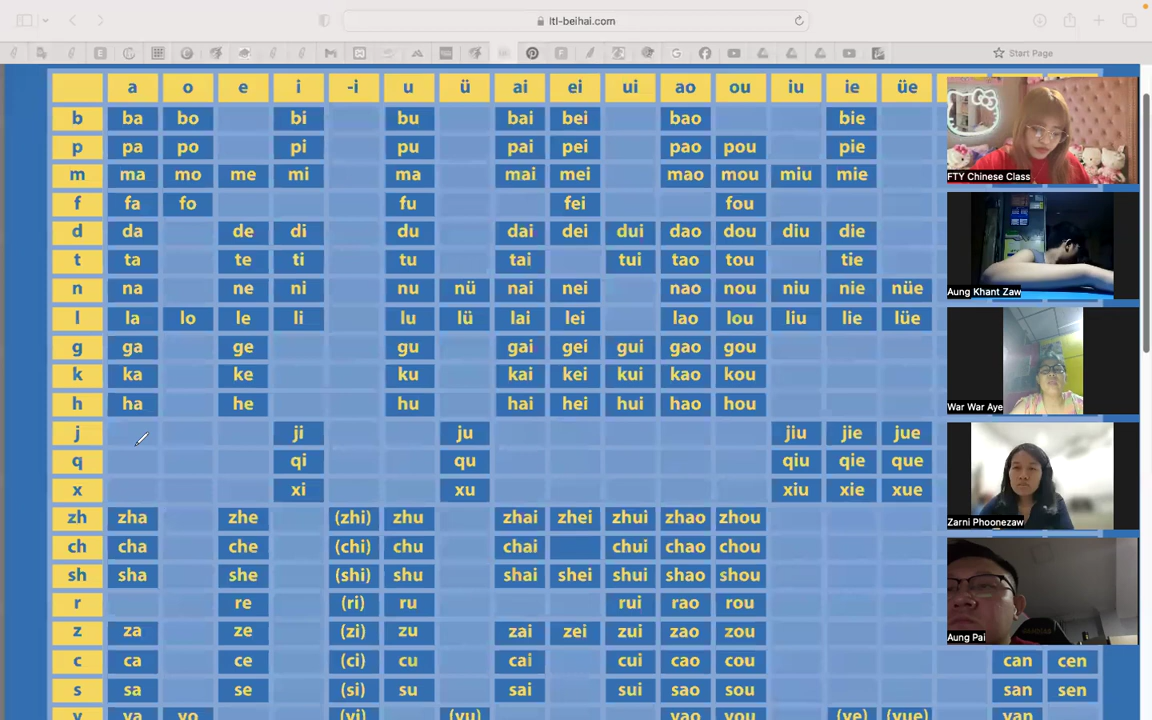 ltl-beihai.com
Start Page
a o e i -i u ü ai ei ui ao ou iu ie üe
b ba bo bi bu bai bei bao bie
p pa po pi pu pai pei pao pou pie
m ma mo me mi ma mai mei mao mou miu mie
f fa fo fu fei fou
d da de di du dai dei dui dao dou diu die
t ta te ti tu tai tui tao tou tie
n na ne ni nu nü nai nei nao nou niu nie nüe
l la lo le li lu lü lai lei lao lou liu lie lüe
g ga ge gu gai gei gui gao gou
k ka ke ku kai kei kui kao kou
h ha he hu hai hei hui hao hou
j ji ju jiu jie jue
q qi qu qiu qie que
x xi xu xiu xie xue
zh zha zhe (zhi) zhu zhai zhei zhui zhao zhou
ch cha che (chi) chu chai chui chao chou
sh sha she (shi) shu shai shei shui shao shou
r re (ri) ru rui rao rou
z za ze (zi) zu zai zei zui zao zou
c ca ce (ci) cu cai cui cao cou can cen
s sa se (si) su sai sui sao sou san sen
y ya yo (yi) (yu) yao you (ye) (yue) yan
FTY Chinese Class
Aung Khant Zaw
War War Aye
Zarni Phoonezaw
Aung Pai